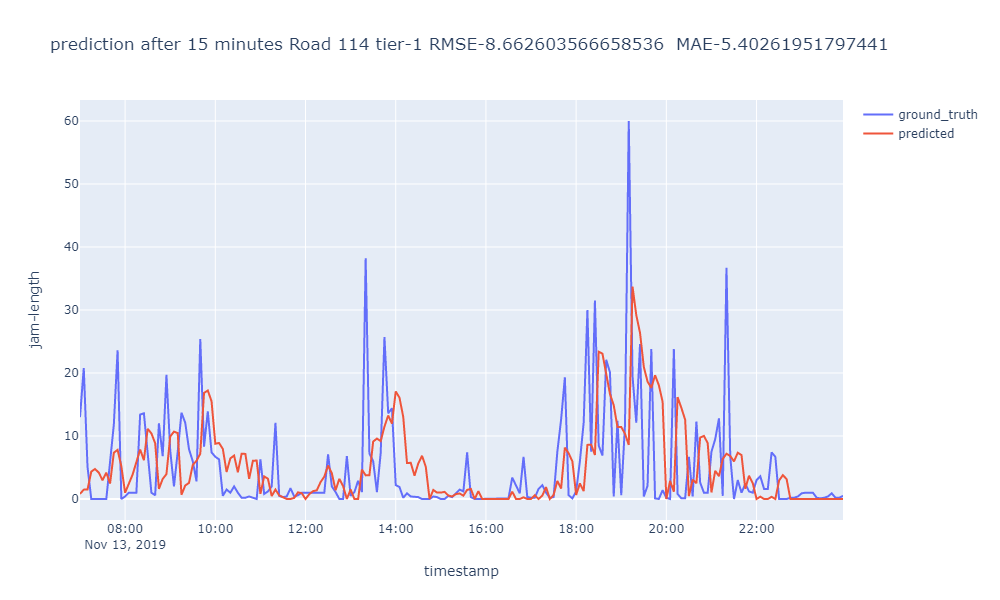 prediction after 15 minutes Road 114 tier-1 RMSE-8.662603566658536  MAE-5.40261951797441
ground_truth
predicted
60
50
40
30
20
10
0
jam-length
08:00
10:00
12:00
14:00
16:00
18:00
20:00
22:00
Nov 13, 2019
timestamp